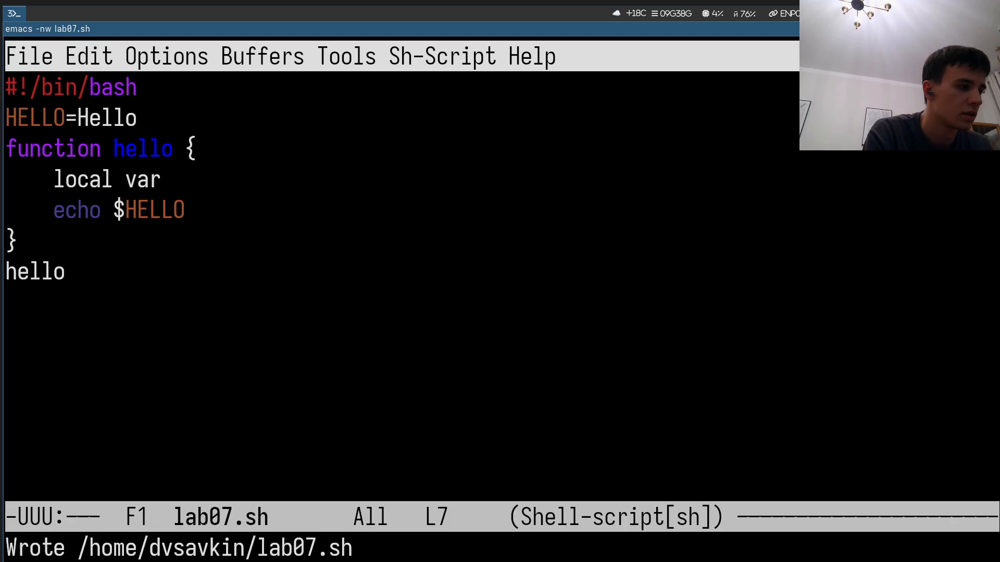 3>_ +18C 09G38G 4% й 76% ENP0
emacs -nw lab07.sh
File Edit Options Buffers Tools Sh-Script Help
#!/bin/bash
HELLO=Hello
function hello {
    local var
    echo $HELLO
}
hello
-UUU:--- F1 lab07.sh All L7 (Shell-script[sh])
Wrote /home/dvsavkin/lab07.sh